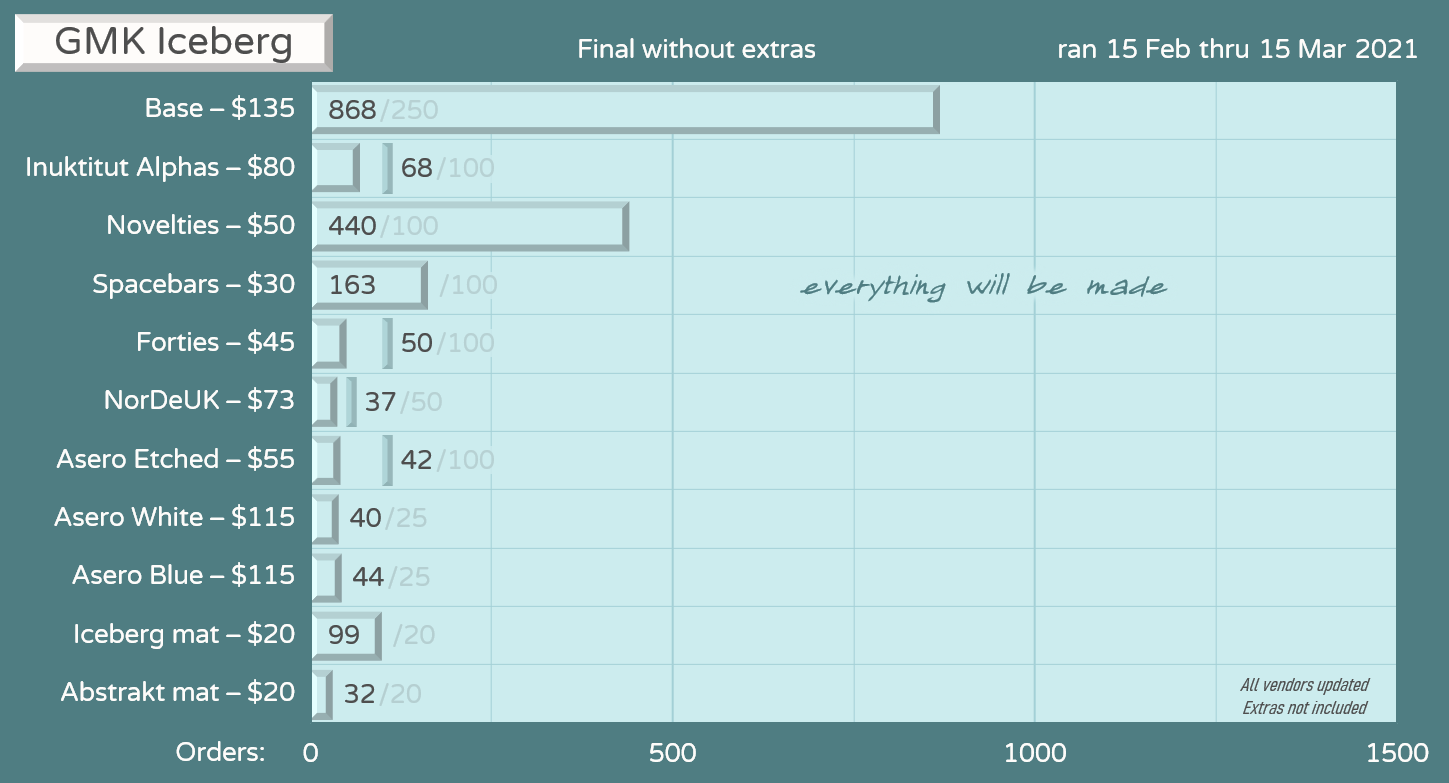 GMK Iceberg
Final without extras
ran 15 Feb thru 15 Mar 2021
Base – $135
868/250
Inuktitut Alphas – $80
68/100
Novelties – $50
440/100
Spacebars – $30
163 /100
everything will be made
Forties – $45
50/100
NorDeUK – $73
37/50
Asero Etched – $55
42/100
Asero White – $115
40/25
Asero Blue – $115
44/25
Iceberg mat – $20
99 /20
Abstrakt mat – $20
32/20
All vendors updated
Extras not included
Orders: 0 500 1000 1500